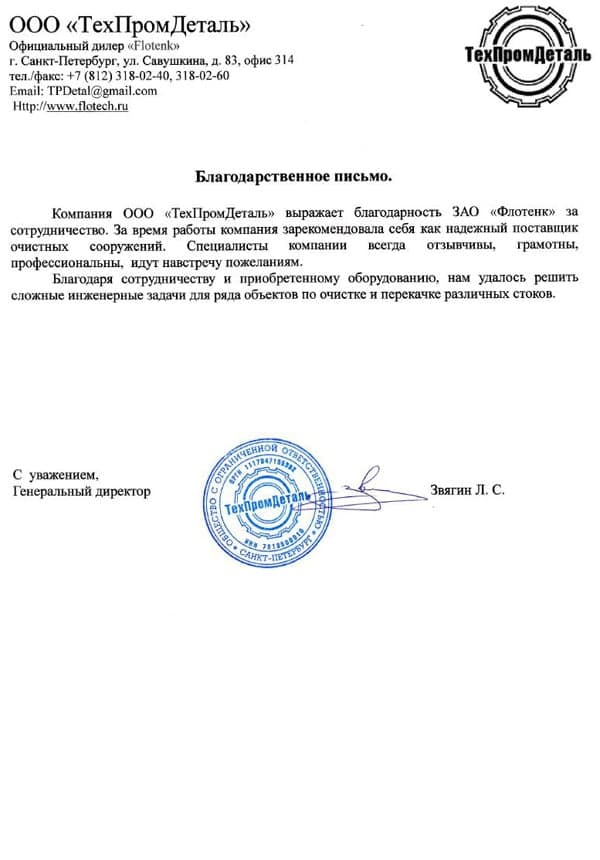 ООО «ТехПромДеталь»
Официальный дилер «Flotenk»
г. Санкт-Петербург, ул. Савушкина, д. 83, офис 314
тел./факс: +7 (812) 318-02-40, 318-02-60
Email: TPDetal@gmail.com
Http://www.flotech.ru
ТехПромДеталь
Благодарственное письмо.
Компания ООО «ТехПромДеталь» выражает благодарность ЗАО «Флотенк» за
сотрудничество. За время работы компания зарекомендовала себя как надежный поставщик
очистных сооружений. Специалисты компании всегда отзывчивы, грамотны,
профессиональны, идут навстречу пожеланиям.
Благодаря сотрудничеству и приобретенному оборудованию, нам удалось решить
сложные инженерные задачи для ряда объектов по очистке и перекачке различных стоков.
С уважением,
Генеральный директор
Звягин Л. С.
ОБЩЕСТВО С ОГРАНИЧЕННОЙ ОТВЕТСТВЕННОСТЬЮ
ОГРН
ТехПромДеталь
ИНН
САНКТ-ПЕТЕРБУРГ